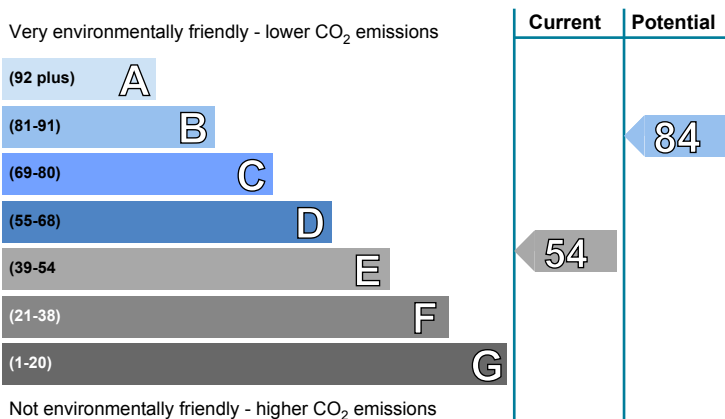 Current Potential
Very environmentally friendly - lower CO₂ emissions
(92 plus) A
(81-91) B
84
(69-80) C
(55-68) D
54
(39-54 E
(21-38) F
(1-20) G
Not environmentally friendly - higher CO₂ emissions